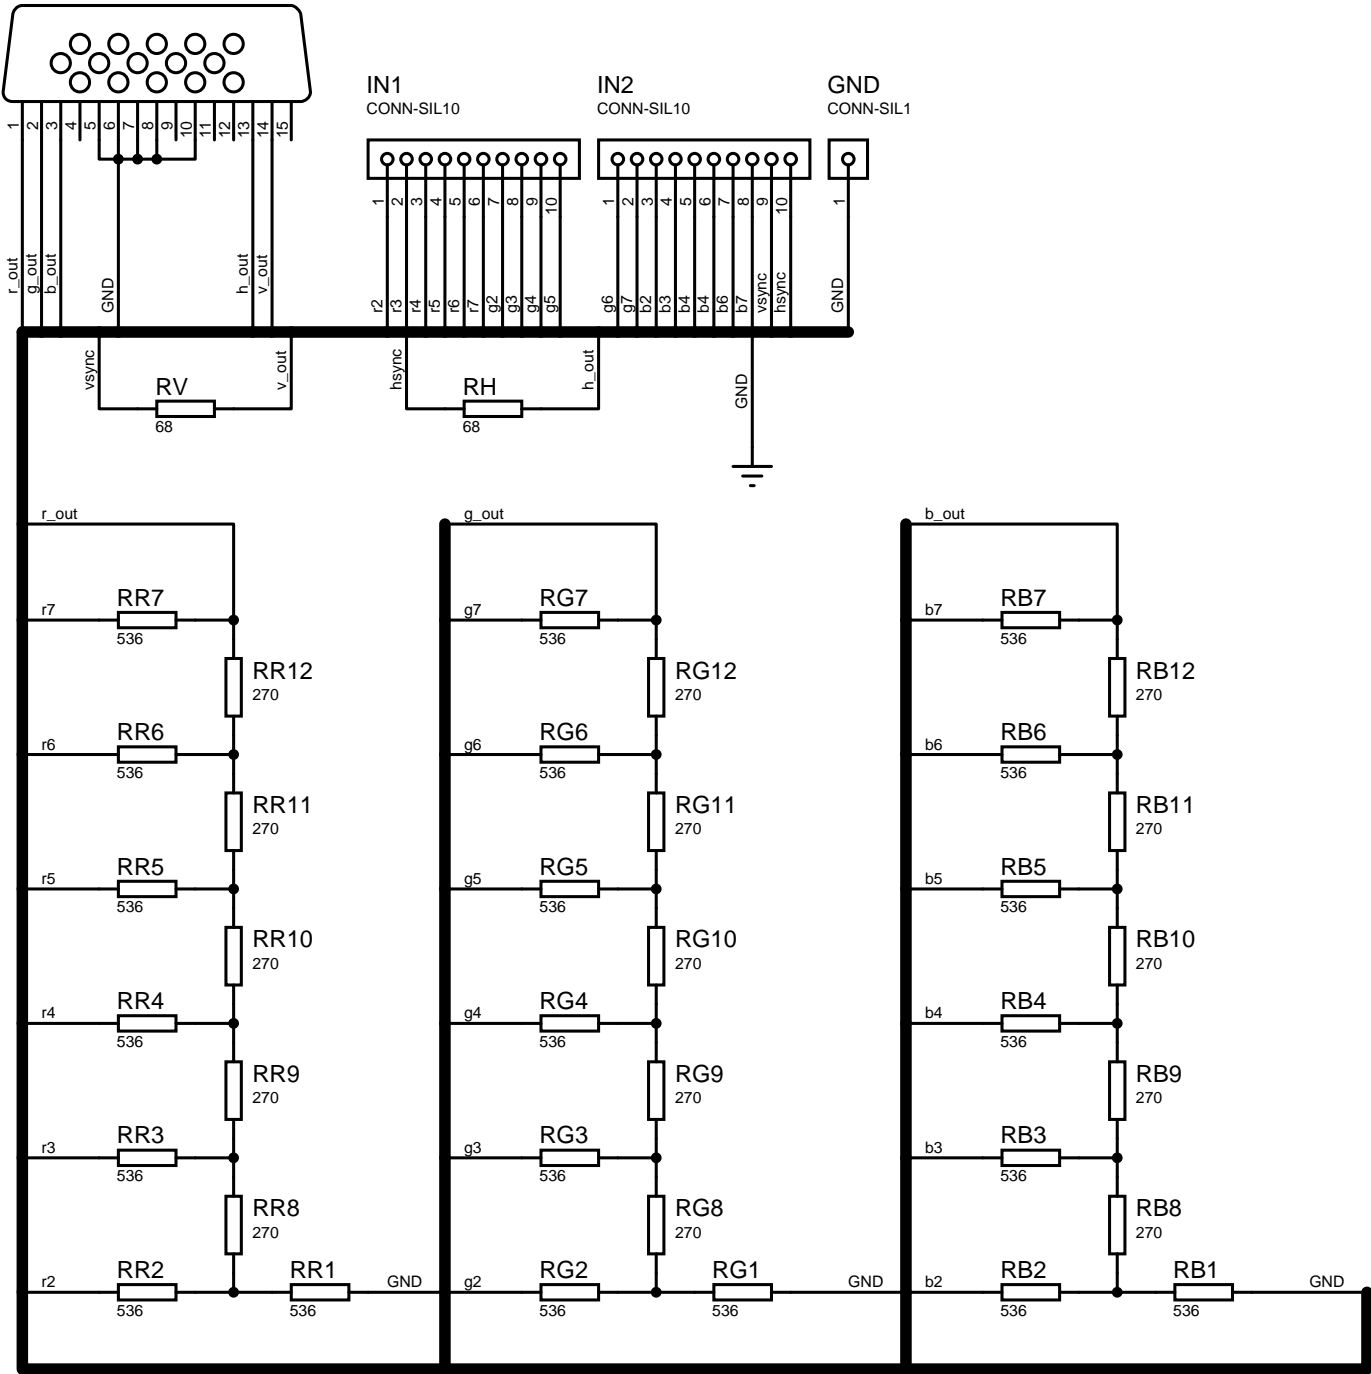 1 2 3 4 5 6 7 8 9 10 11 12 13 14 15
r_out g_out b_out GND h_out v_out
IN1
CONN-SIL10
1 2 3 4 5 6 7 8 9 10
r2 r3 r4 r5 r6 r7 g2 g3 g4 g5
IN2
CONN-SIL10
1 2 3 4 5 6 7 8 9 10
g6 g7 b2 b3 b4 b4 b6 b7 vsync hsync
GND
CONN-SIL1
1
GND
vsync
RV
68
v_out
hsync
RH
68
h_out
GND
r_out
r7 RR7
536
RR12
270
r6 RR6
536
RR11
270
r5 RR5
536
RR10
270
r4 RR4
536
RR9
270
r3 RR3
536
RR8
270
r2 RR2
536
RR1
536
GND
g_out
g7 RG7
536
RG12
270
g6 RG6
536
RG11
270
g5 RG5
536
RG10
270
g4 RG4
536
RG9
270
g3 RG3
536
RG8
270
g2 RG2
536
RG1
536
GND
b_out
b7 RB7
536
RB12
270
b6 RB6
536
RB11
270
b5 RB5
536
RB10
270
b4 RB4
536
RB9
270
b3 RB3
536
RB8
270
b2 RB2
536
RB1
536
GND